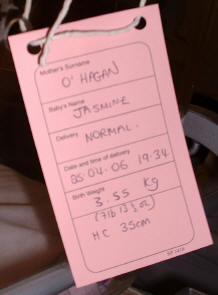 Mother's Surname
O'HAGAN
Baby's Name
JASMINE
Delivery NORMAL.
Date and time of delivery
25.04.06 19.34
Birth Weight
3.55 Kg
(7lb 13½oz)
HC 35cm